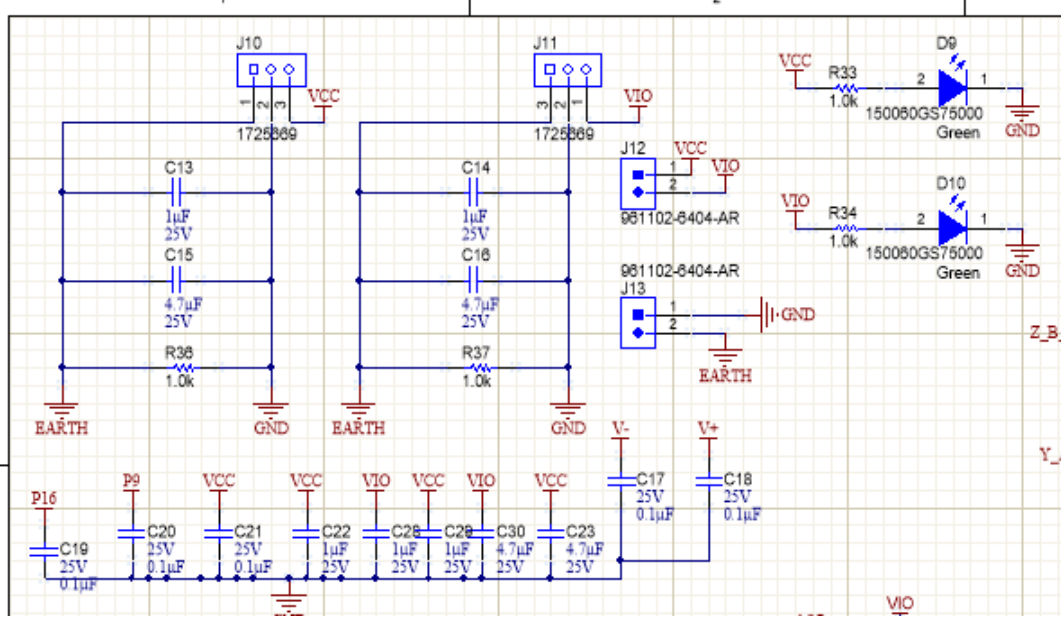 J10
1 2 3
VCC
1725669
C13
1µF
25V
C15
4.7µF
25V
R36
1.0k
EARTH
GND
J11
3 2 1
VIO
1725669
C14
1µF
25V
C16
4.7µF
25V
R37
1.0k
EARTH
GND
J12
VCC
1
VIO
2
961102-6404-AR
961102-6404-AR
J13
1
GND
2
EARTH
D9
VCC
R33
2
1
1.0k
150060GS75000
Green
GND
D10
VIO
R34
2
1
1.0k
150060GS75000
Green
GND
Z_B_
V-
V+
C17
25V
0.1µF
C18
25V
0.1µF
P16
C19
25V
0.1µF
P9
C20
25V
0.1µF
VCC
C21
25V
0.1µF
VCC
C22
1µF
25V
VIO
C28
1µF
25V
VCC
C29
1µF
25V
VIO
C30
4.7µF
25V
VCC
C23
4.7µF
25V
VIO